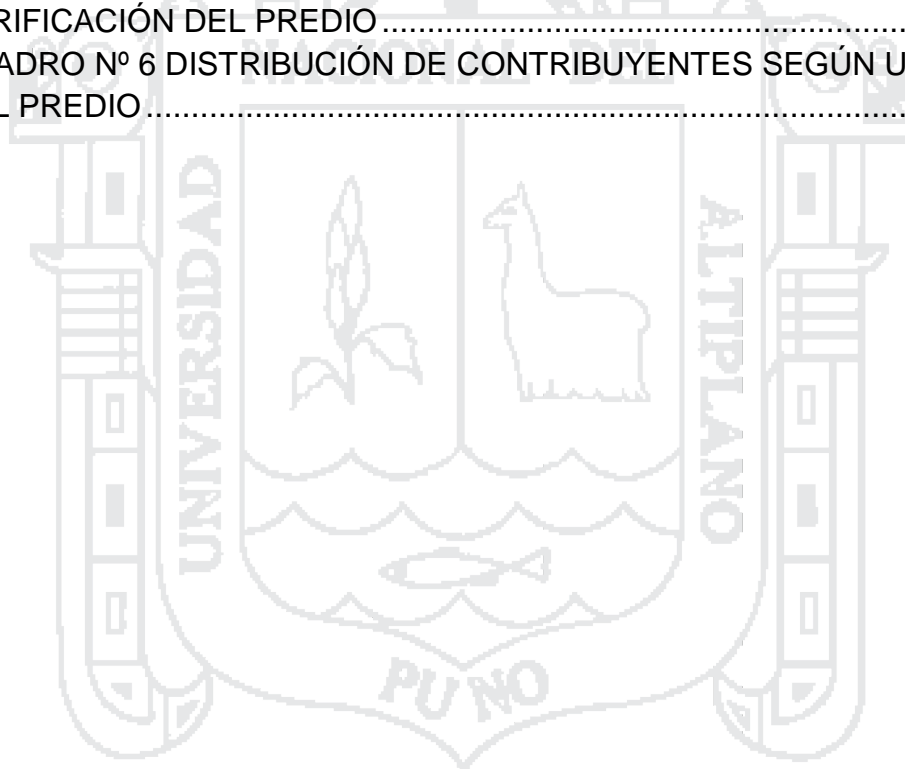 RIFICACIÓN DEL PREDIO........................................................
ADRO Nº 6 DISTRIBUCIÓN DE CONTRIBUYENTES SEGÚN U
L PREDIO....................................................................................
NACIONAL DEL
UNIVERSIDAD
ALTIPLANO
PUNO